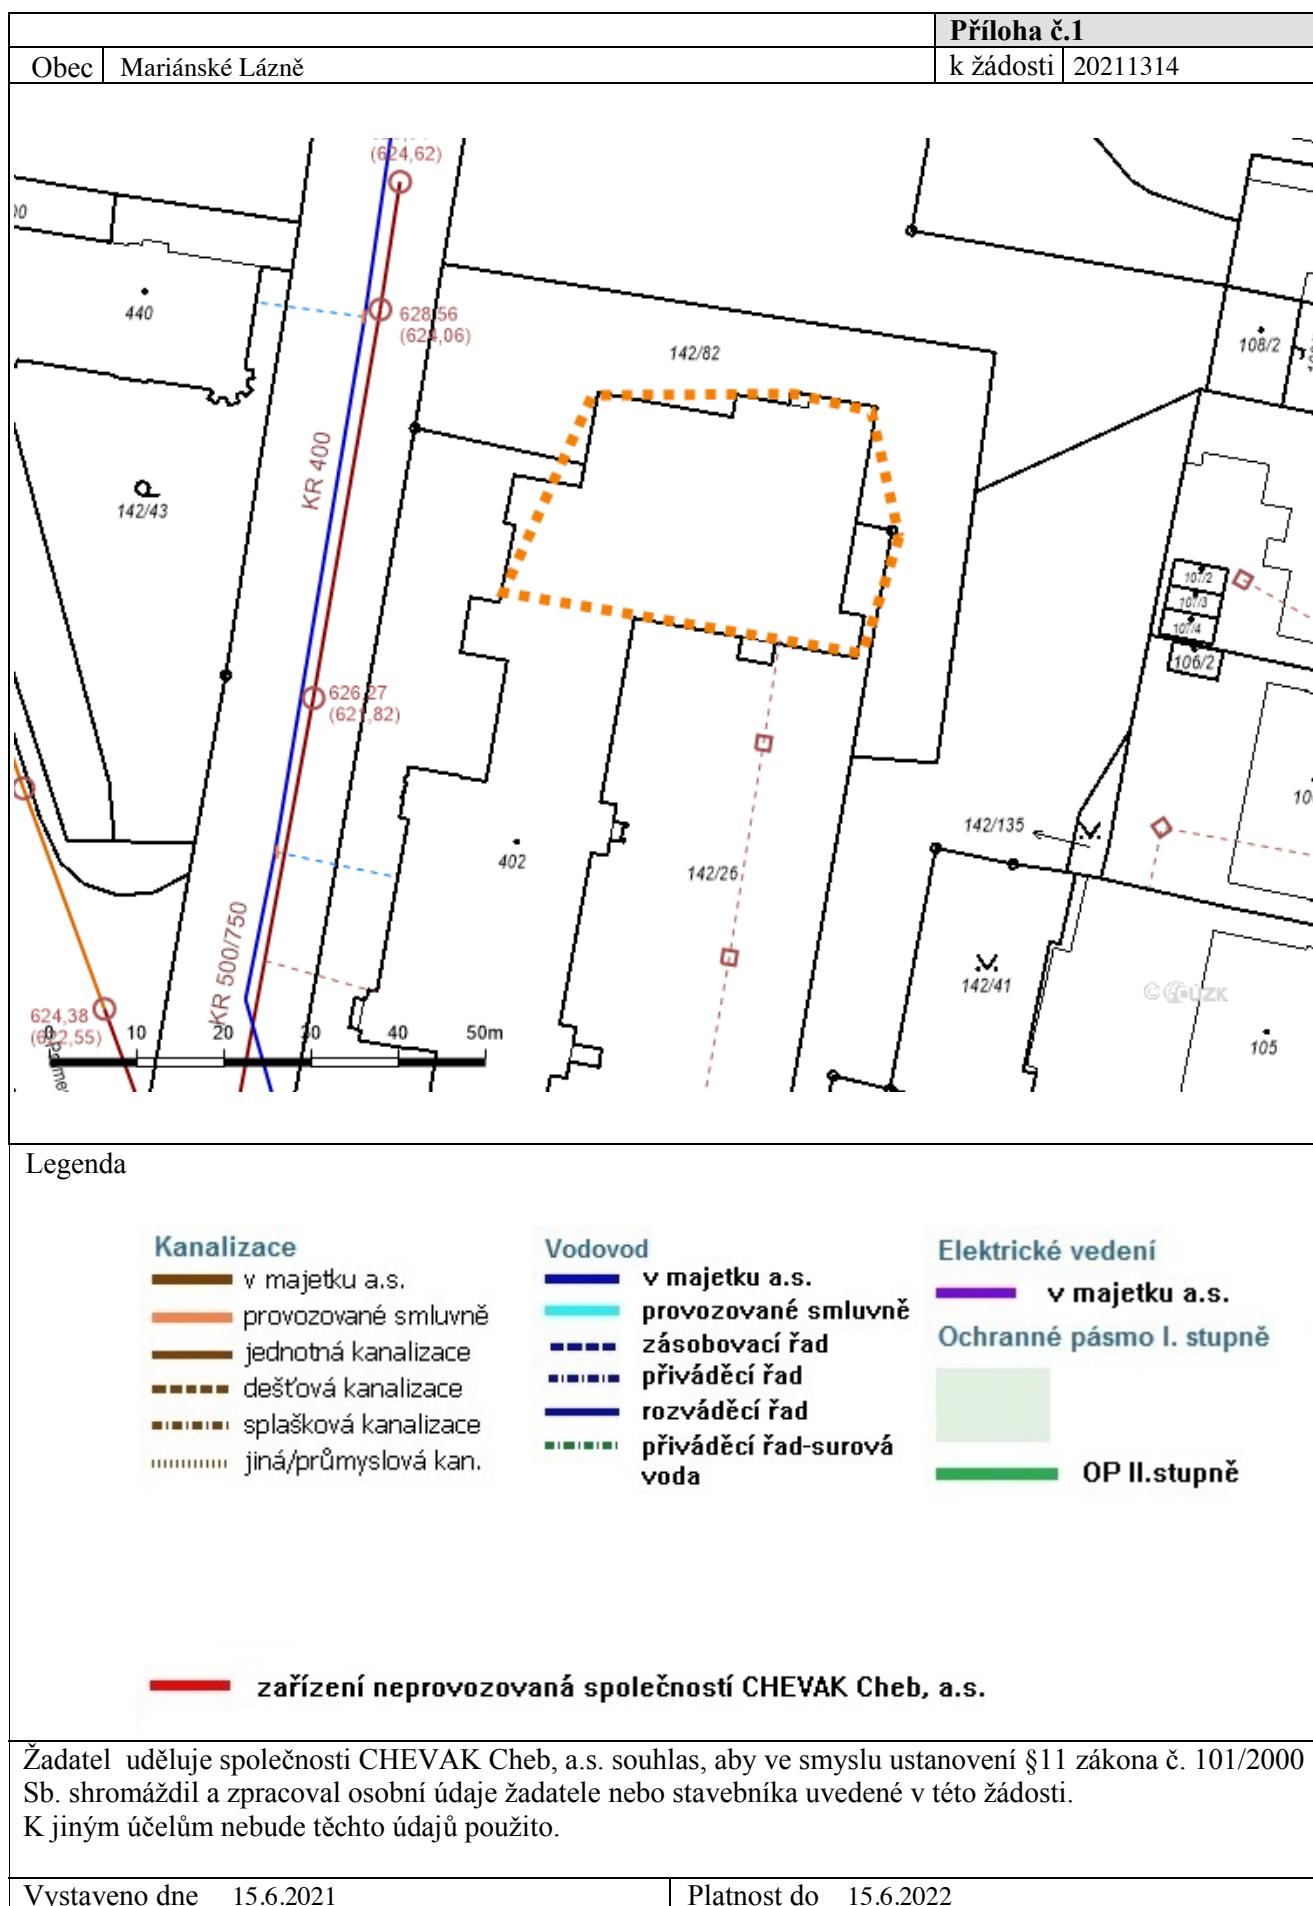 Příloha č.1
Obec Mariánské Lázně k žádosti 20211314
(624,62)
440
628,56
(624,06)
142/82
108/2
KR 400
142/43
107/2
107/3
107/4
106/2
626,27
(621,82)
142/135
402
142/26
KR 500/750
142/41
© ČÚZK
624,38
(622,55)
0 10 20 30 40 50m
105
Legenda
Kanalizace
v majetku a.s.
provozované smluvně
jednotná kanalizace
dešťová kanalizace
splašková kanalizace
jiná/průmyslová kan.
Vodovod
v majetku a.s.
provozované smluvně
zásobovací řad
přiváděcí řad
rozváděcí řad
přiváděcí řad-surová
voda
Elektrické vedení
v majetku a.s.
Ochranné pásmo I. stupně
OP II.stupně
zařízení neprovozovaná společností CHEVAK Cheb, a.s.
Žadatel uděluje společnosti CHEVAK Cheb, a.s. souhlas, aby ve smyslu ustanovení §11 zákona č. 101/2000
Sb. shromáždil a zpracoval osobní údaje žadatele nebo stavebníka uvedené v této žádosti.
K jiným účelům nebude těchto údajů použito.
Vystaveno dne 15.6.2021 Platnost do 15.6.2022